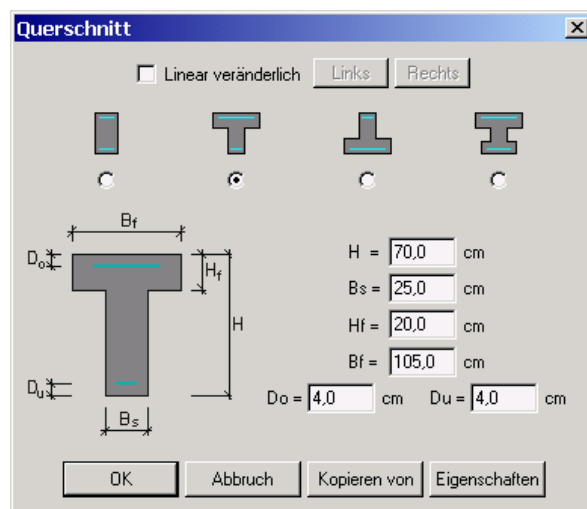 Querschnitt
Linear veränderlich Links Rechts
Bf
Do
Hf
H
Du
Bs
H = 70,0 cm
Bs = 25,0 cm
Hf = 20,0 cm
Bf = 105,0 cm
Do = 4,0 cm Du = 4,0 cm
OK Abbruch Kopieren von Eigenschaften